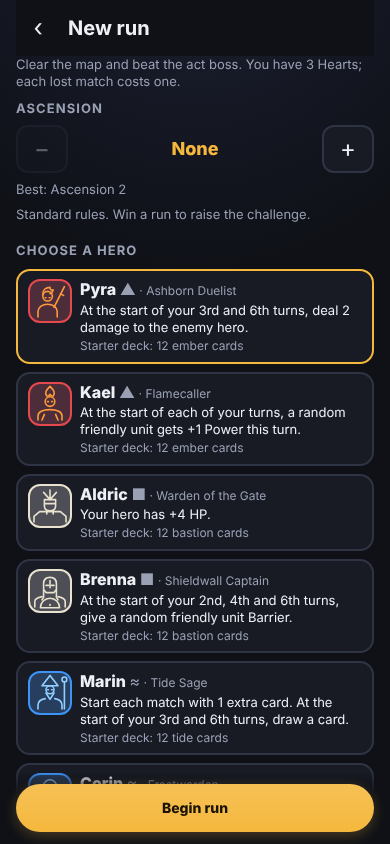 New run
Clear the map and beat the act boss. You have 3 Hearts;
each lost match costs one.
ASCENSION
− None +
Best: Ascension 2
Standard rules. Win a run to raise the challenge.
CHOOSE A HERO
Pyra ▲ · Ashborn Duelist
At the start of your 3rd and 6th turns, deal 2
damage to the enemy hero.
Starter deck: 12 ember cards
Kael ▲ · Flamecaller
At the start of each of your turns, a random
friendly unit gets +1 Power this turn.
Starter deck: 12 ember cards
Aldric ■ · Warden of the Gate
Your hero has +4 HP.
Starter deck: 12 bastion cards
Brenna ■ · Shieldwall Captain
At the start of your 2nd, 4th and 6th turns,
give a random friendly unit Barrier.
Starter deck: 12 bastion cards
Marin ≈ · Tide Sage
Start each match with 1 extra card. At the
start of your 3rd and 6th turns, draw a card.
Starter deck: 12 tide cards
Begin run